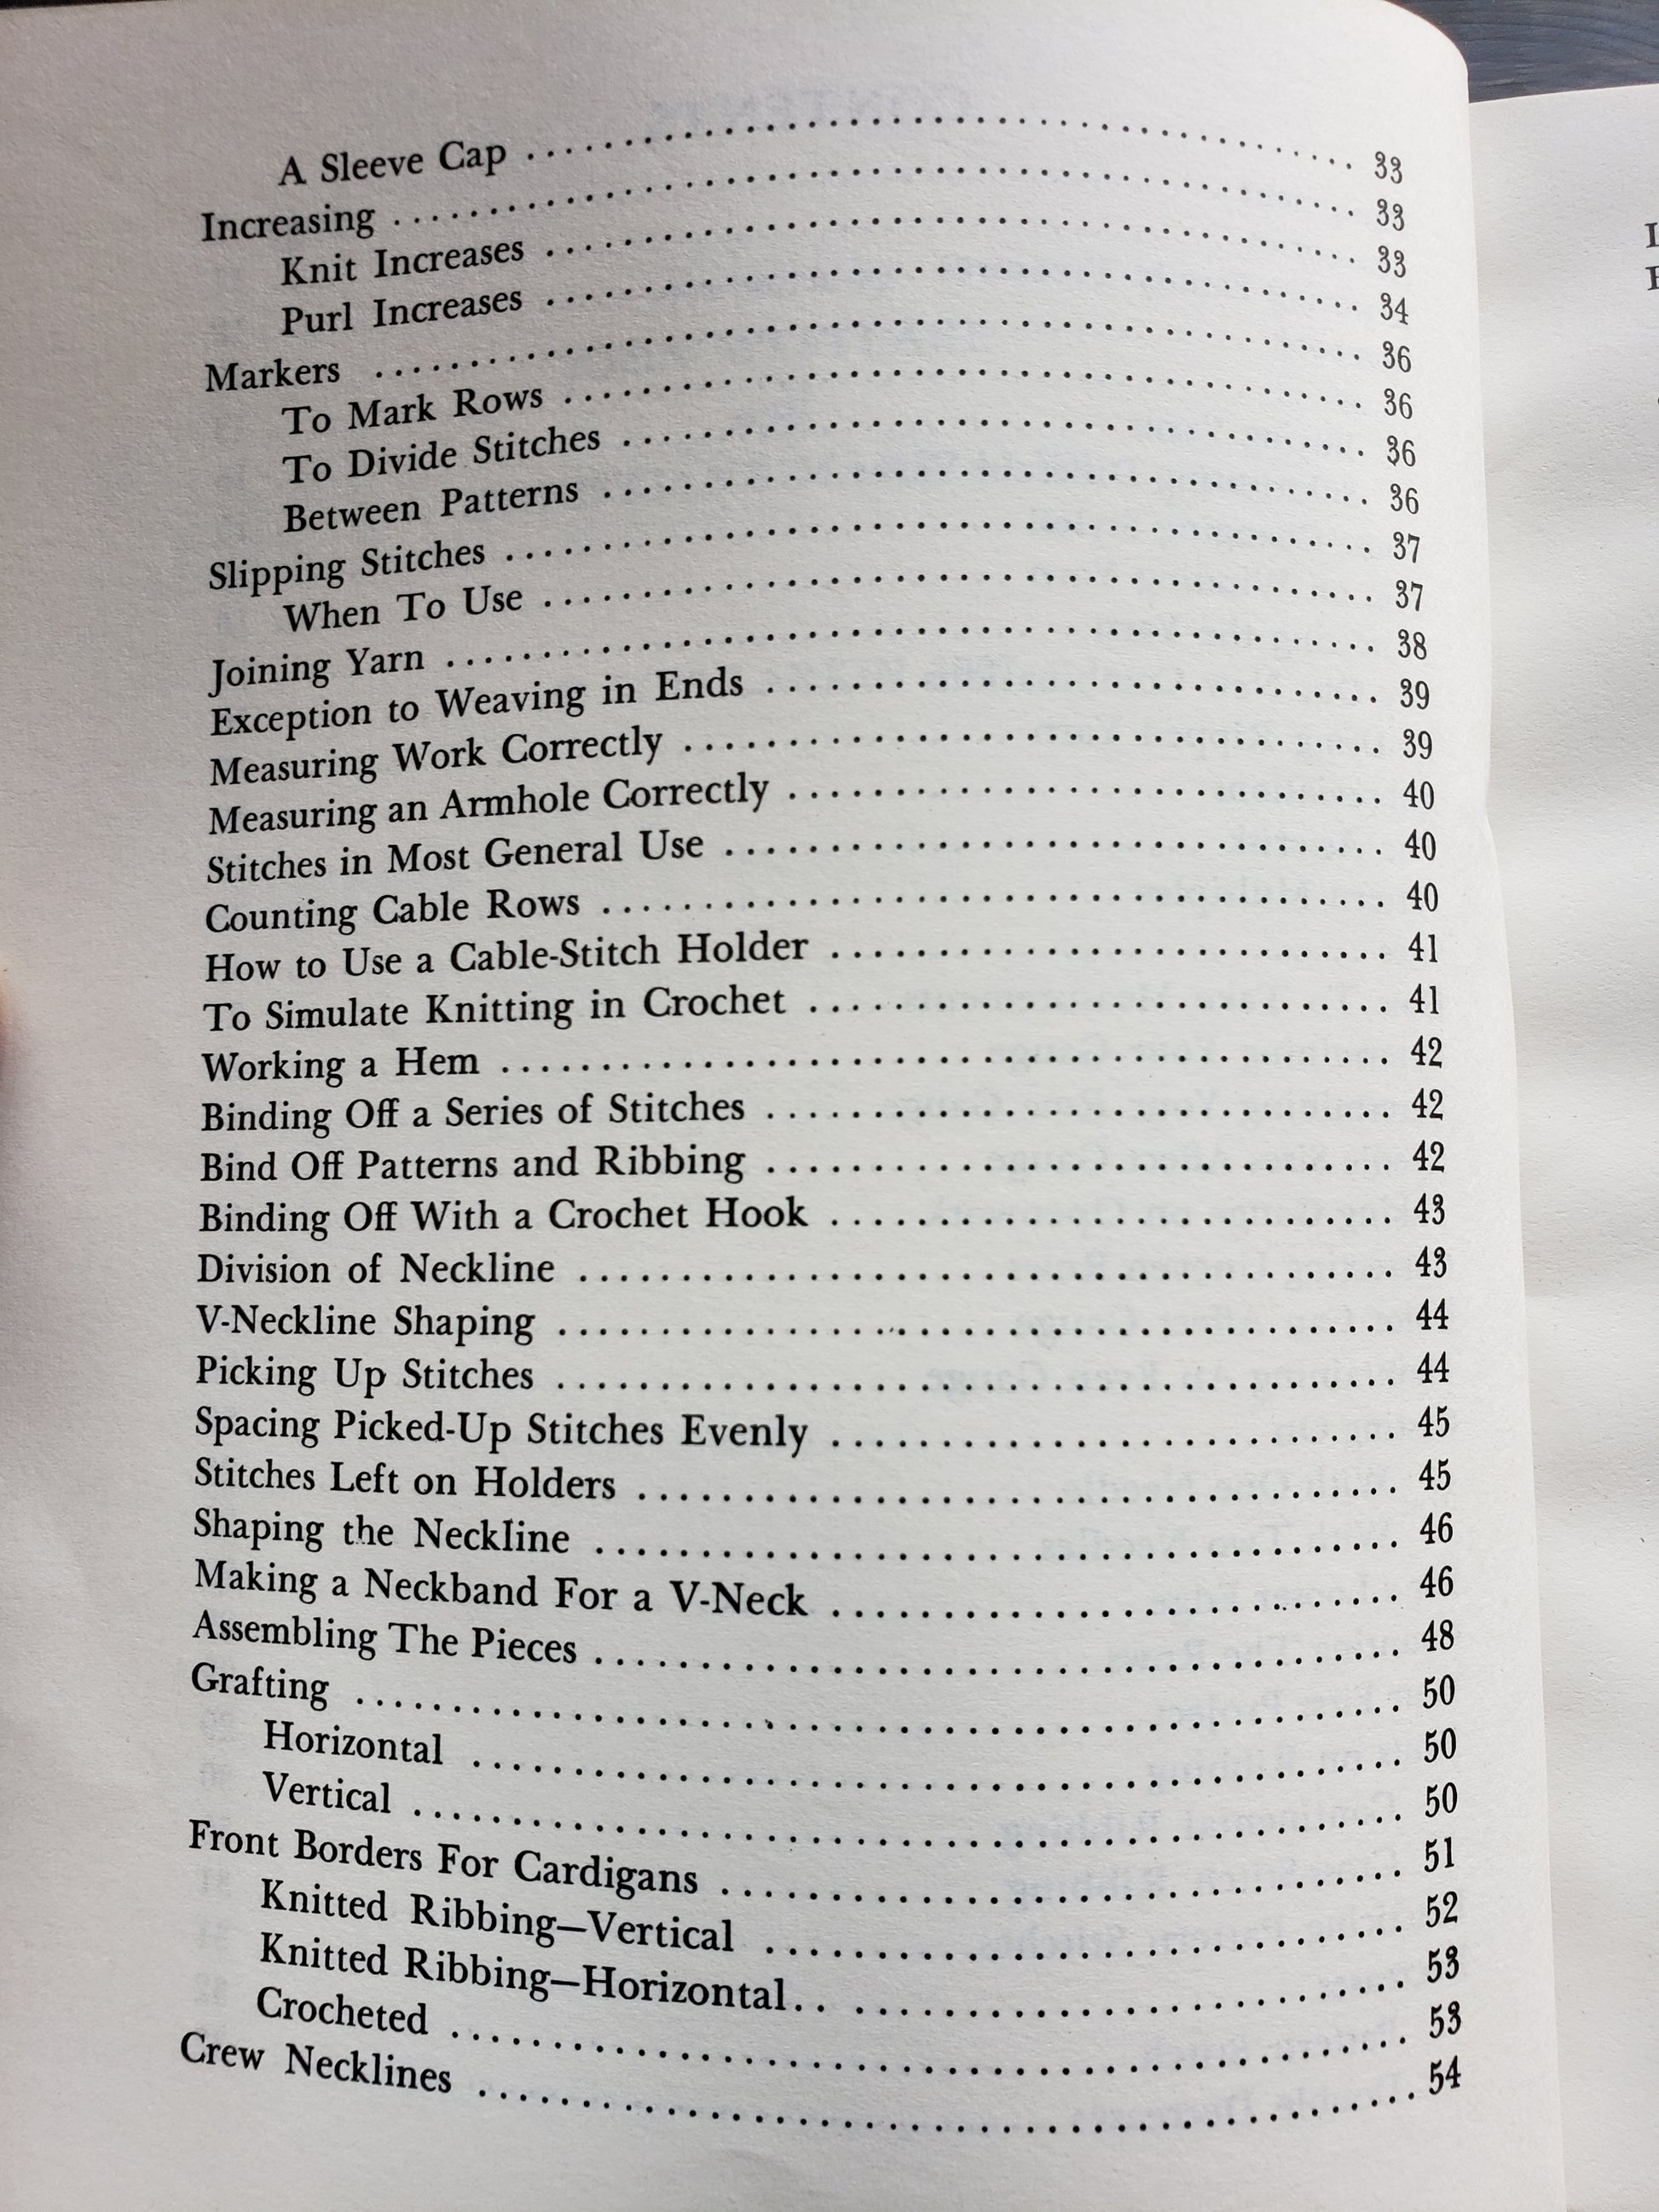 A Sleeve Cap .......... 33
Increasing .......... 33
Knit Increases .......... 33
Purl Increases .......... 34
Markers .......... 36
To Mark Rows .......... 36
To Divide Stitches .......... 36
Between Patterns .......... 36
Slipping Stitches .......... 37
When To Use .......... 37
Joining Yarn .......... 38
Exception to Weaving in Ends .......... 39
Measuring Work Correctly .......... 39
Measuring an Armhole Correctly .......... 40
Stitches in Most General Use .......... 40
Counting Cable Rows .......... 40
How to Use a Cable-Stitch Holder .......... 41
To Simulate Knitting in Crochet .......... 41
Working a Hem .......... 42
Binding Off a Series of Stitches .......... 42
Bind Off Patterns and Ribbing .......... 42
Binding Off With a Crochet Hook .......... 43
Division of Neckline .......... 43
V-Neckline Shaping .......... 44
Picking Up Stitches .......... 44
Spacing Picked-Up Stitches Evenly .......... 45
Stitches Left on Holders .......... 45
Shaping the Neckline .......... 46
Making a Neckband For a V-Neck .......... 46
Assembling The Pieces .......... 48
Grafting .......... 50
Horizontal .......... 50
Vertical .......... 50
Front Borders For Cardigans .......... 51
Knitted Ribbing—Vertical .......... 52
Knitted Ribbing—Horizontal .......... 53
Crocheted .......... 53
Crew Necklines .......... 54